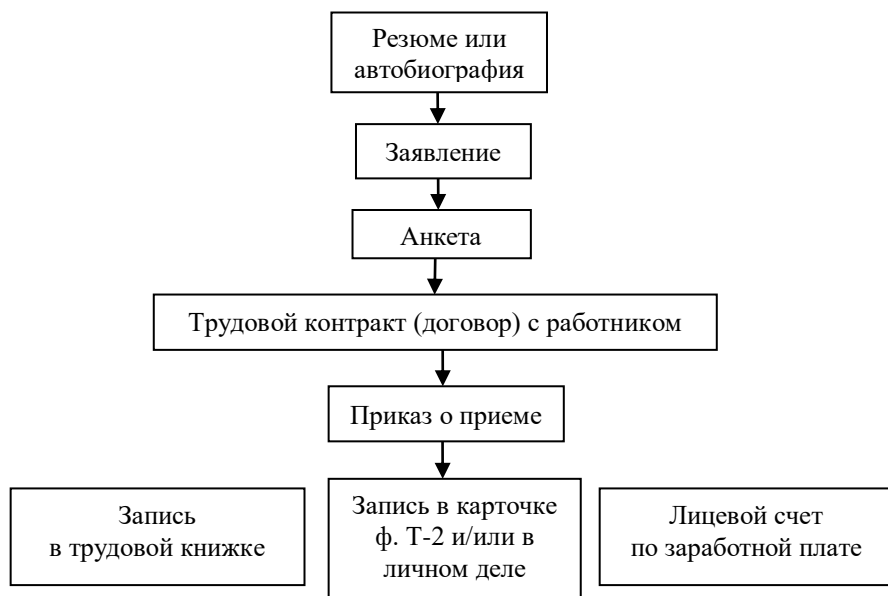 Резюме или
автобиография
Заявление
Анкета
Трудовой контракт (договор) с работником
Приказ о приеме
Запись
в трудовой книжке
Запись в карточке
ф. Т-2 и/или в
личном деле
Лицевой счет
по заработной плате